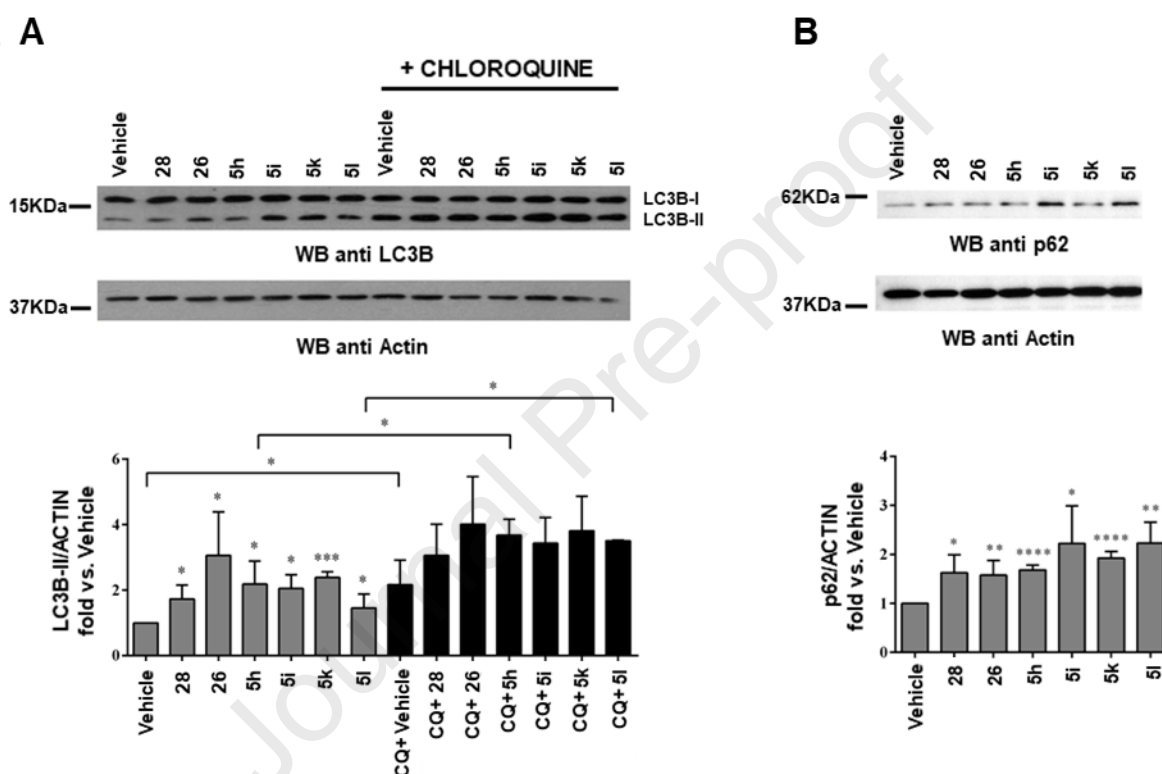 A
+ CHLOROQUINE
Vehicle 28 26 5h 5i 5k 5l Vehicle 28 26 5h 5i 5k 5l
15KDa
LC3B-I
LC3B-II
WB anti LC3B
37KDa
WB anti Actin
*
*
*
LC3B-II/ACTIN
fold vs. Vehicle
6
4
2
0
* * * * *** *
Vehicle 28 26 5h 5i 5k 5l CQ+ Vehicle CQ+ 28 CQ+ 26 CQ+ 5h CQ+ 5i CQ+ 5k CQ+ 5l
B
Vehicle 28 26 5h 5i 5k 5l
62KDa
WB anti p62
37KDa
WB anti Actin
p62/ACTIN
fold vs. Vehicle
4
3
2
1
0
* ** **** * **** **
Vehicle 28 26 5h 5i 5k 5l
Journal Pre-proof